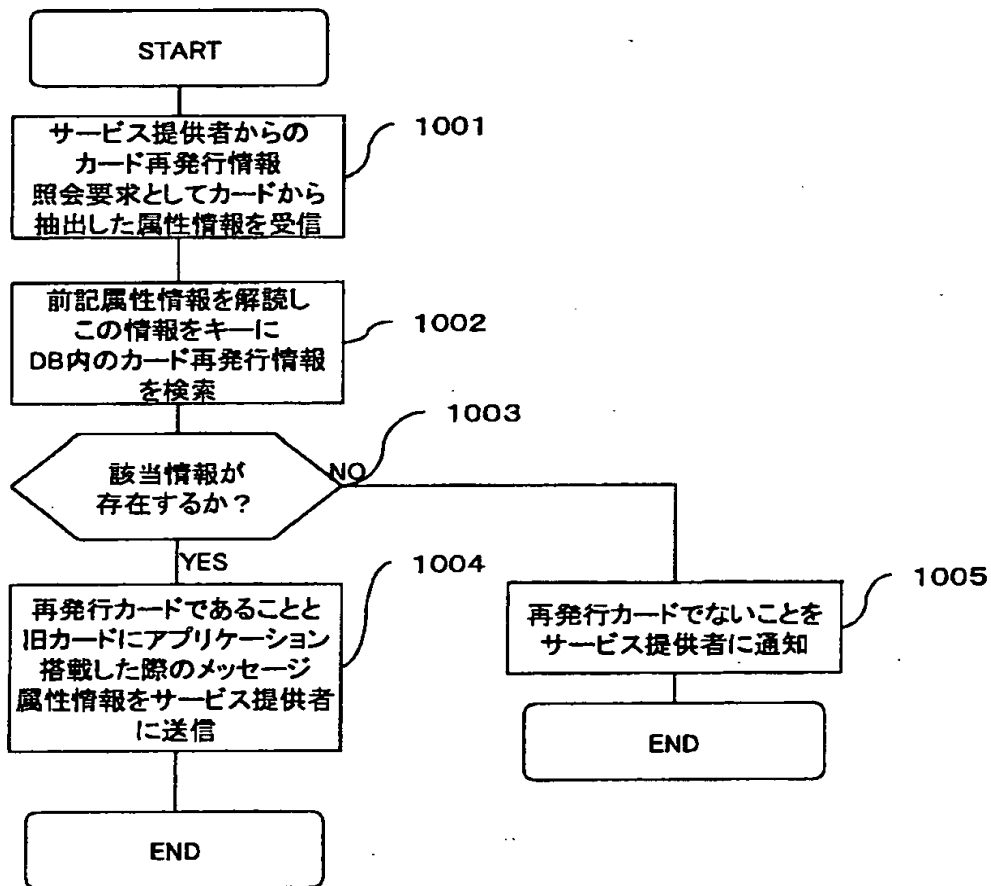 START
サービス提供者からの
カード再発行情報
照会要求としてカードから
抽出した属性情報を受信
1001
前記属性情報を解読し
この情報をキーに
DB内のカード再発行情報
を検索
1002
1003
該当情報が
存在するか？
NO
YES
1004
再発行カードであることと
旧カードにアプリケーション
搭載した際のメッセージ
属性情報をサービス提供者
に送信
1005
再発行カードでないことを
サービス提供者に通知
END
END